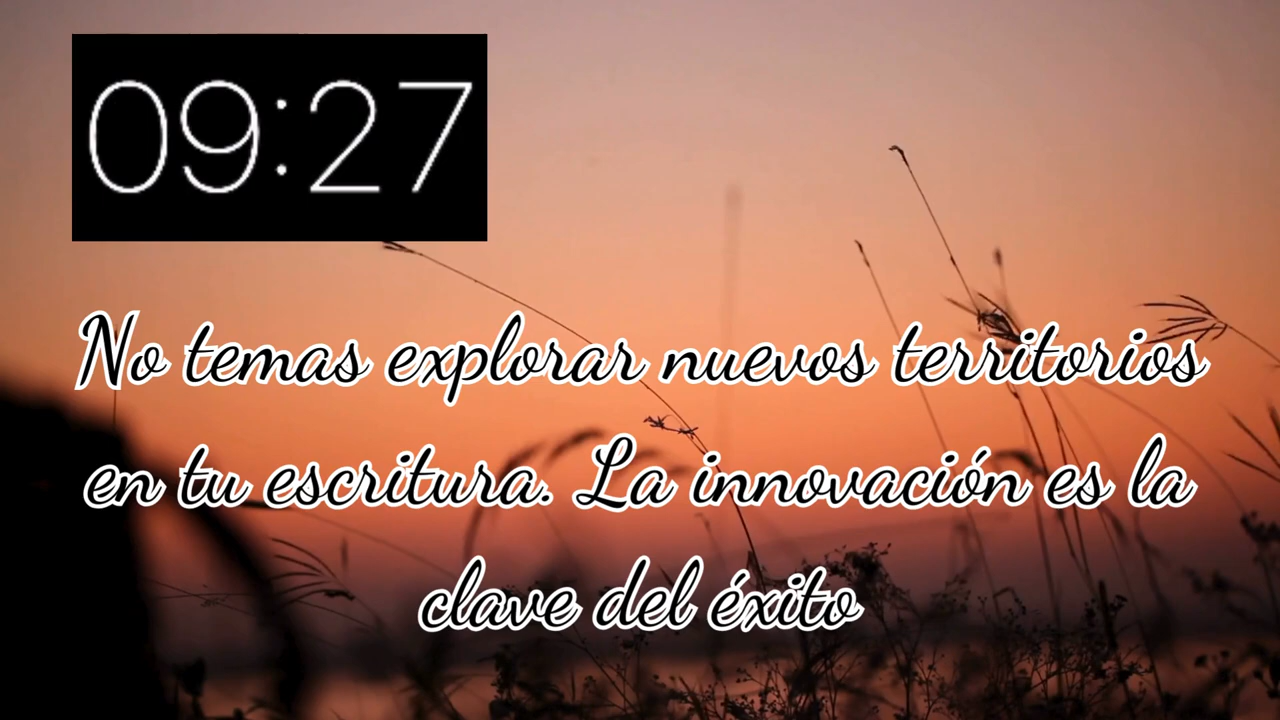 09:27
No temas explorar nuevos territorios
en tu escritura. La innovación es la
clave del éxito